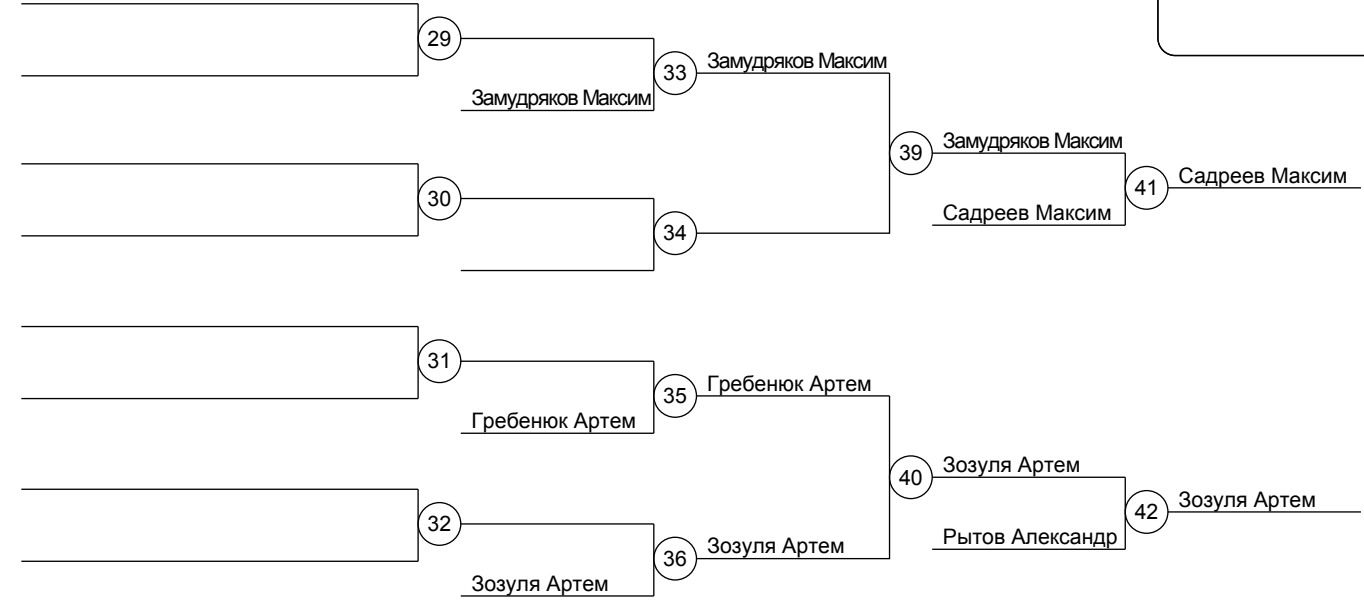 29
Замудряков Максим
33
Замудряков Максим
39
Замудряков Максим
41
Садреев Максим
Садреев Максим
30
34
31
Гребенюк Артем
35
Гребенюк Артем
40
Зозуля Артем
42
Зозуля Артем
Рытов Александр
32
Зозуля Артем
36
Зозуля Артем